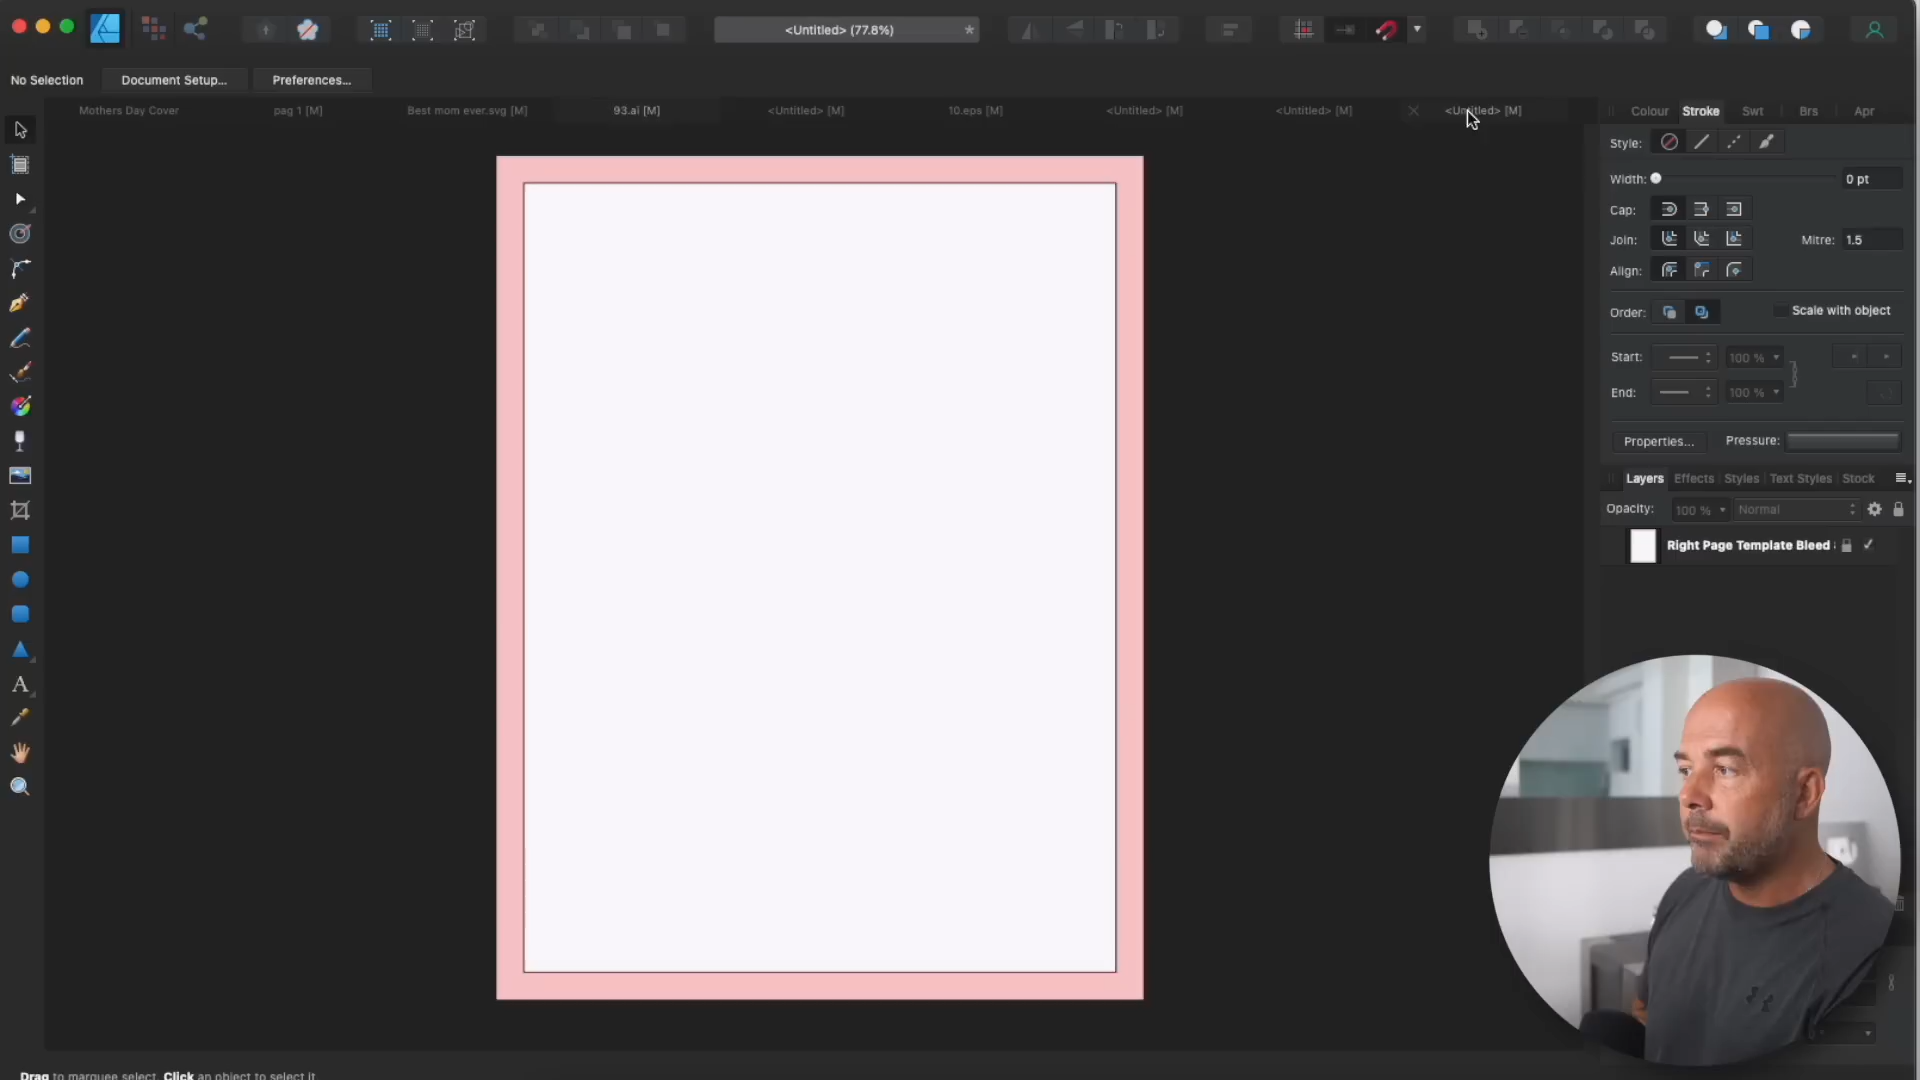 <Untitled> (77.8%) *
No Selection Document Setup... Preferences...
Mothers Day Cover pag 1 [M] Best mom ever.svg [M] 93.ai [M] <Untitled> [M] 10.eps [M] <Untitled> [M] <Untitled> [M] <Untitled> [M]
Colour Stroke Swt Brs Apr
Style:
Width: 0 pt
Cap:
Join: Mitre: 1.5
Align:
Order: Scale with object
Start: 100 %
End: 100 %
Properties... Pressure:
Layers Effects Styles Text Styles Stock
Opacity: 100 % Normal
Right Page Template Bleed
A
Drag to marquee select. Click an object to select it.